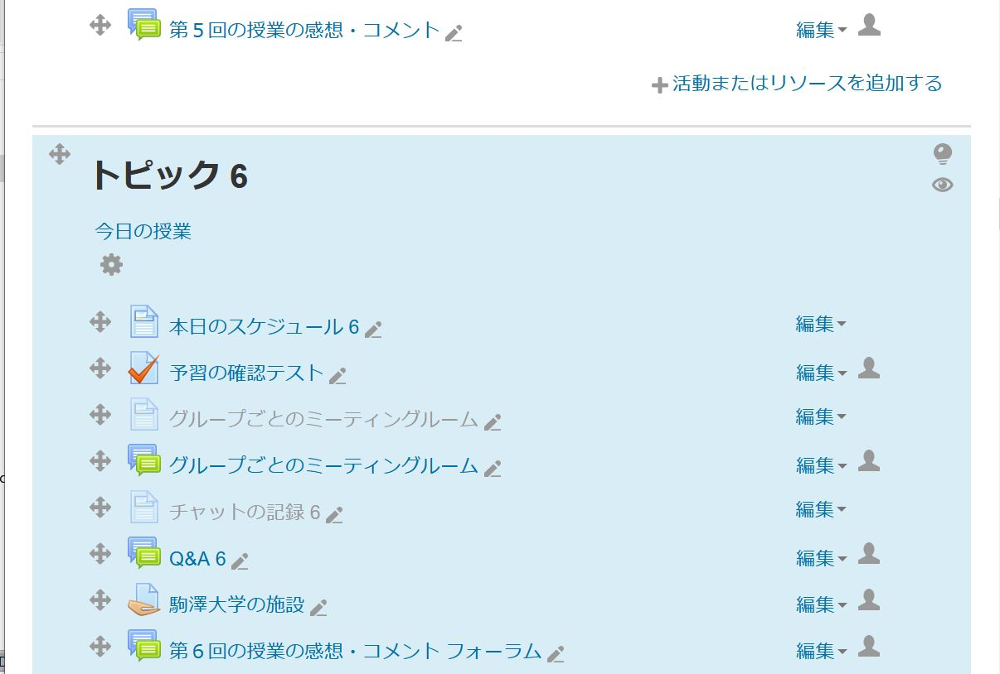 第５回の授業の感想・コメント 編集
活動またはリソースを追加する
トピック 6
今日の授業
本日のスケジュール 6 編集
予習の確認テスト 編集
グループごとのミーティングルーム 編集
グループごとのミーティングルーム 編集
チャットの記録 6 編集
Q&A 6 編集
駒澤大学の施設 編集
第６回の授業の感想・コメント フォーラム 編集